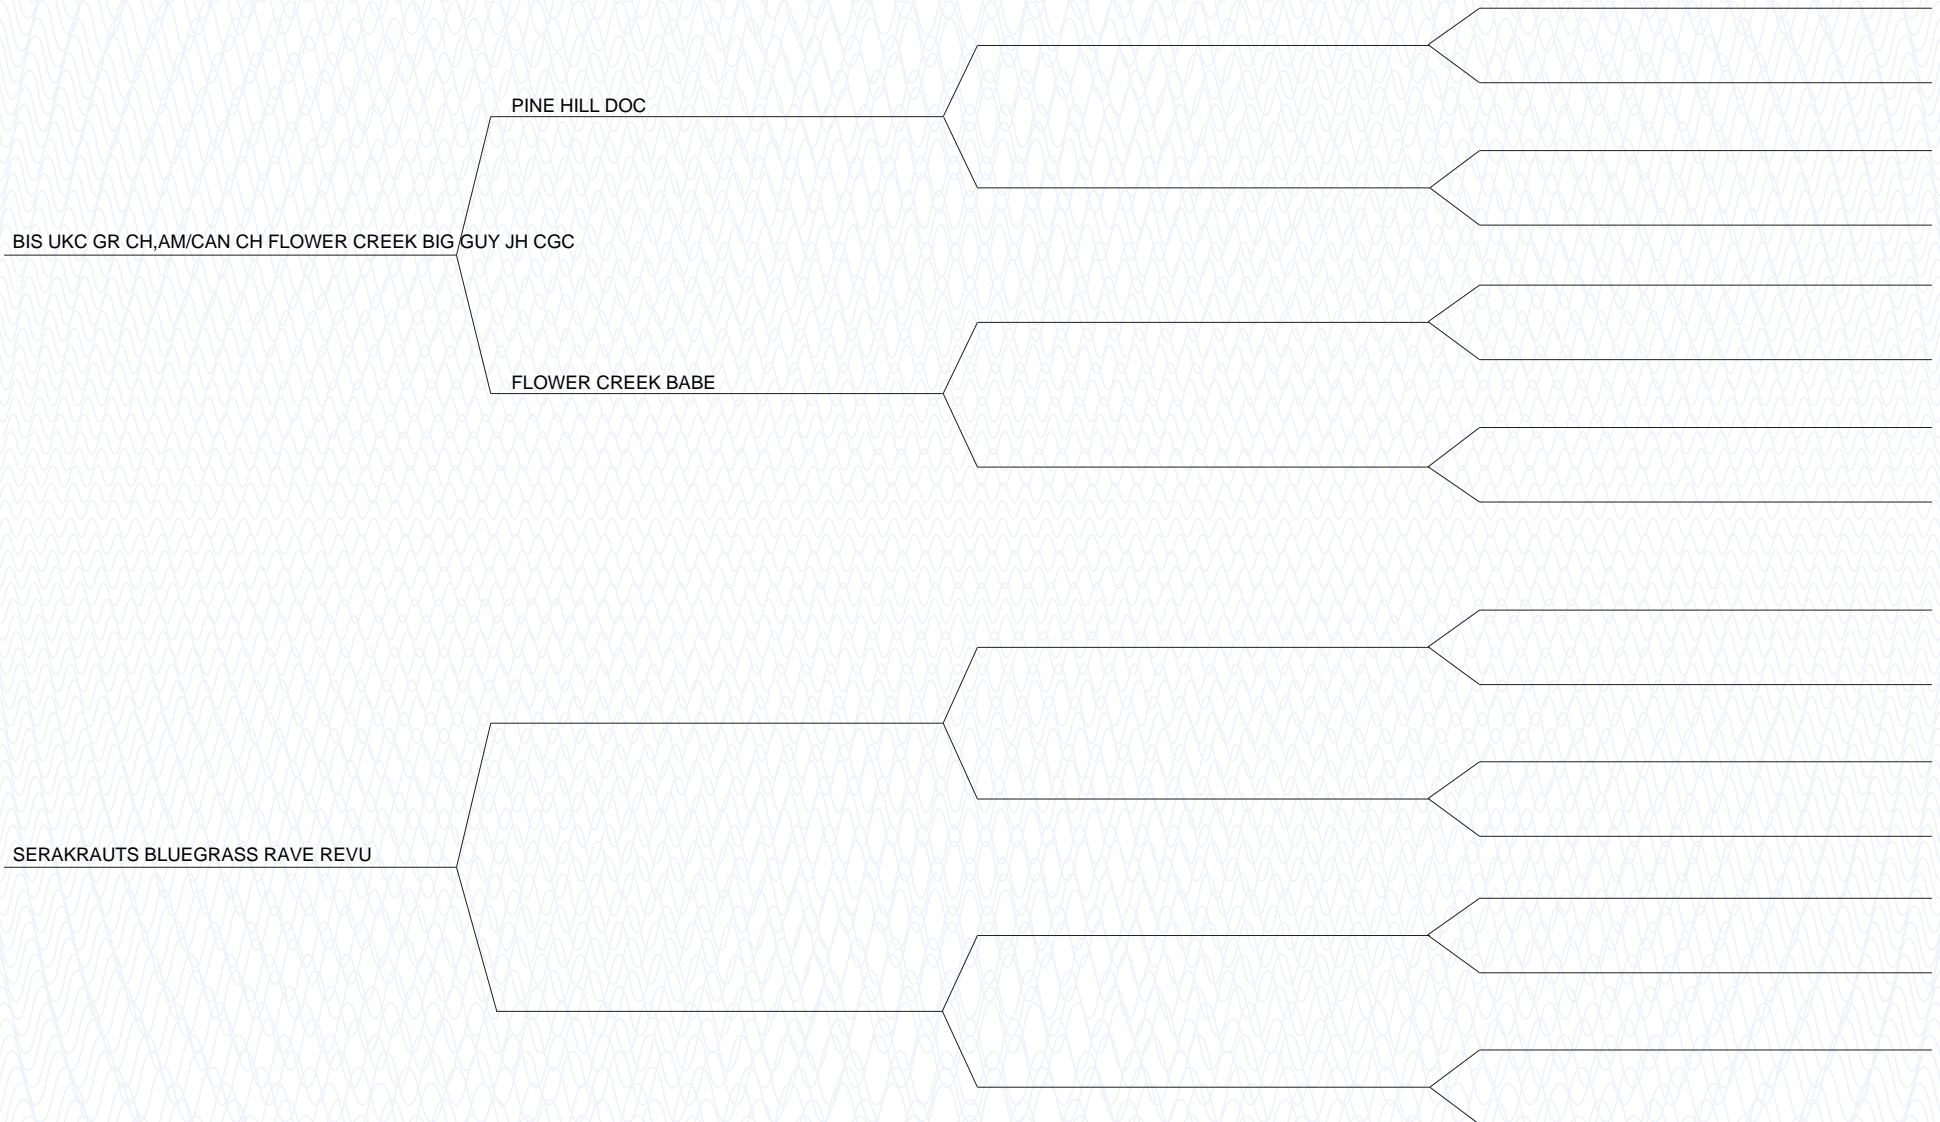 PINE HILL DOC
BIS UKC GR CH,AM/CAN CH FLOWER CREEK BIG GUY JH CGC
FLOWER CREEK BABE
SERAKRAUTS BLUEGRASS RAVE REVU